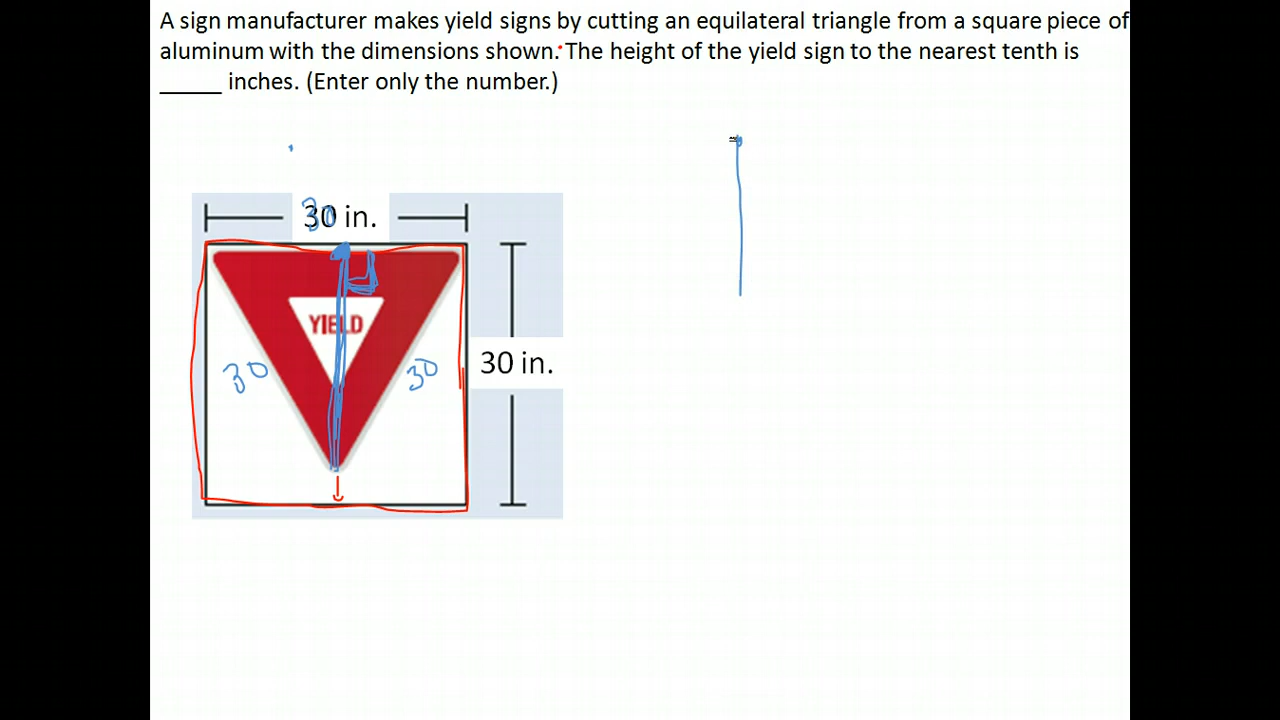 A sign manufacturer makes yield signs by cutting an equilateral triangle from a square piece of
aluminum with the dimensions shown. The height of the yield sign to the nearest tenth is
_____ inches. (Enter only the number.)
30 in.
30
YIELD
30
30
30 in.